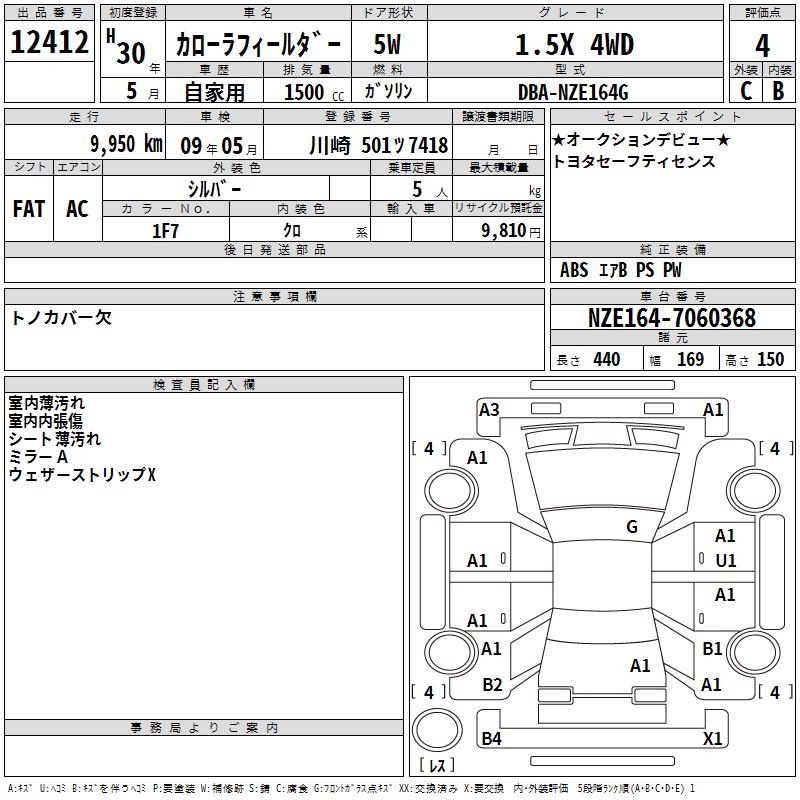 出品番号 初度登録 車名 ドア形状 グレード 評価点
12412 H30年 カローラフィールダー 5W 1.5X 4WD 4
車歴 排気量 燃料 型式 外装 内装
5月 自家用 1500 CC ガソリン DBA-NZE164G C B
走行 車検 登録番号 譲渡書類期限 セールスポイント
9,950 km 09年05月 川崎 501ッ7418 月 日
★オークションデビュー★
トヨタセーフティセンス
シフト エアコン 外装色 乗車定員 最大積載量
FAT AC シルバー 5人 kg
カラーNo. 内装色 輸入車 リサイクル預託金
1F7 クロ 系 9,810円
後日発送部品 純正装備
ABS エアB PS PW
注意事項欄 車台番号
トノカバー欠 NZE164-7060368
諸元
長さ 440 幅 169 高さ 150
検査員記入欄
室内薄汚れ
室内内張傷
シート薄汚れ
ミラーA
ウェザーストリップX
事務局よりご案内
A3 A1
[ 4 ] A1 [ 4 ]
G
A1 A1
U1
A1
A1
A1 B1
A1
B2 A1
[ 4 ] [ 4 ]
B4 X1
[ レス ]
A:キズ U:ヘコミ B:キズを伴うヘコミ P:要塗装 W:補修跡 S:錆 C:腐食 G:フロントガラス点キズ XX:交換済み X:要交換 内・外装評価 5段階ランク順(A・B・C・D・E) 1